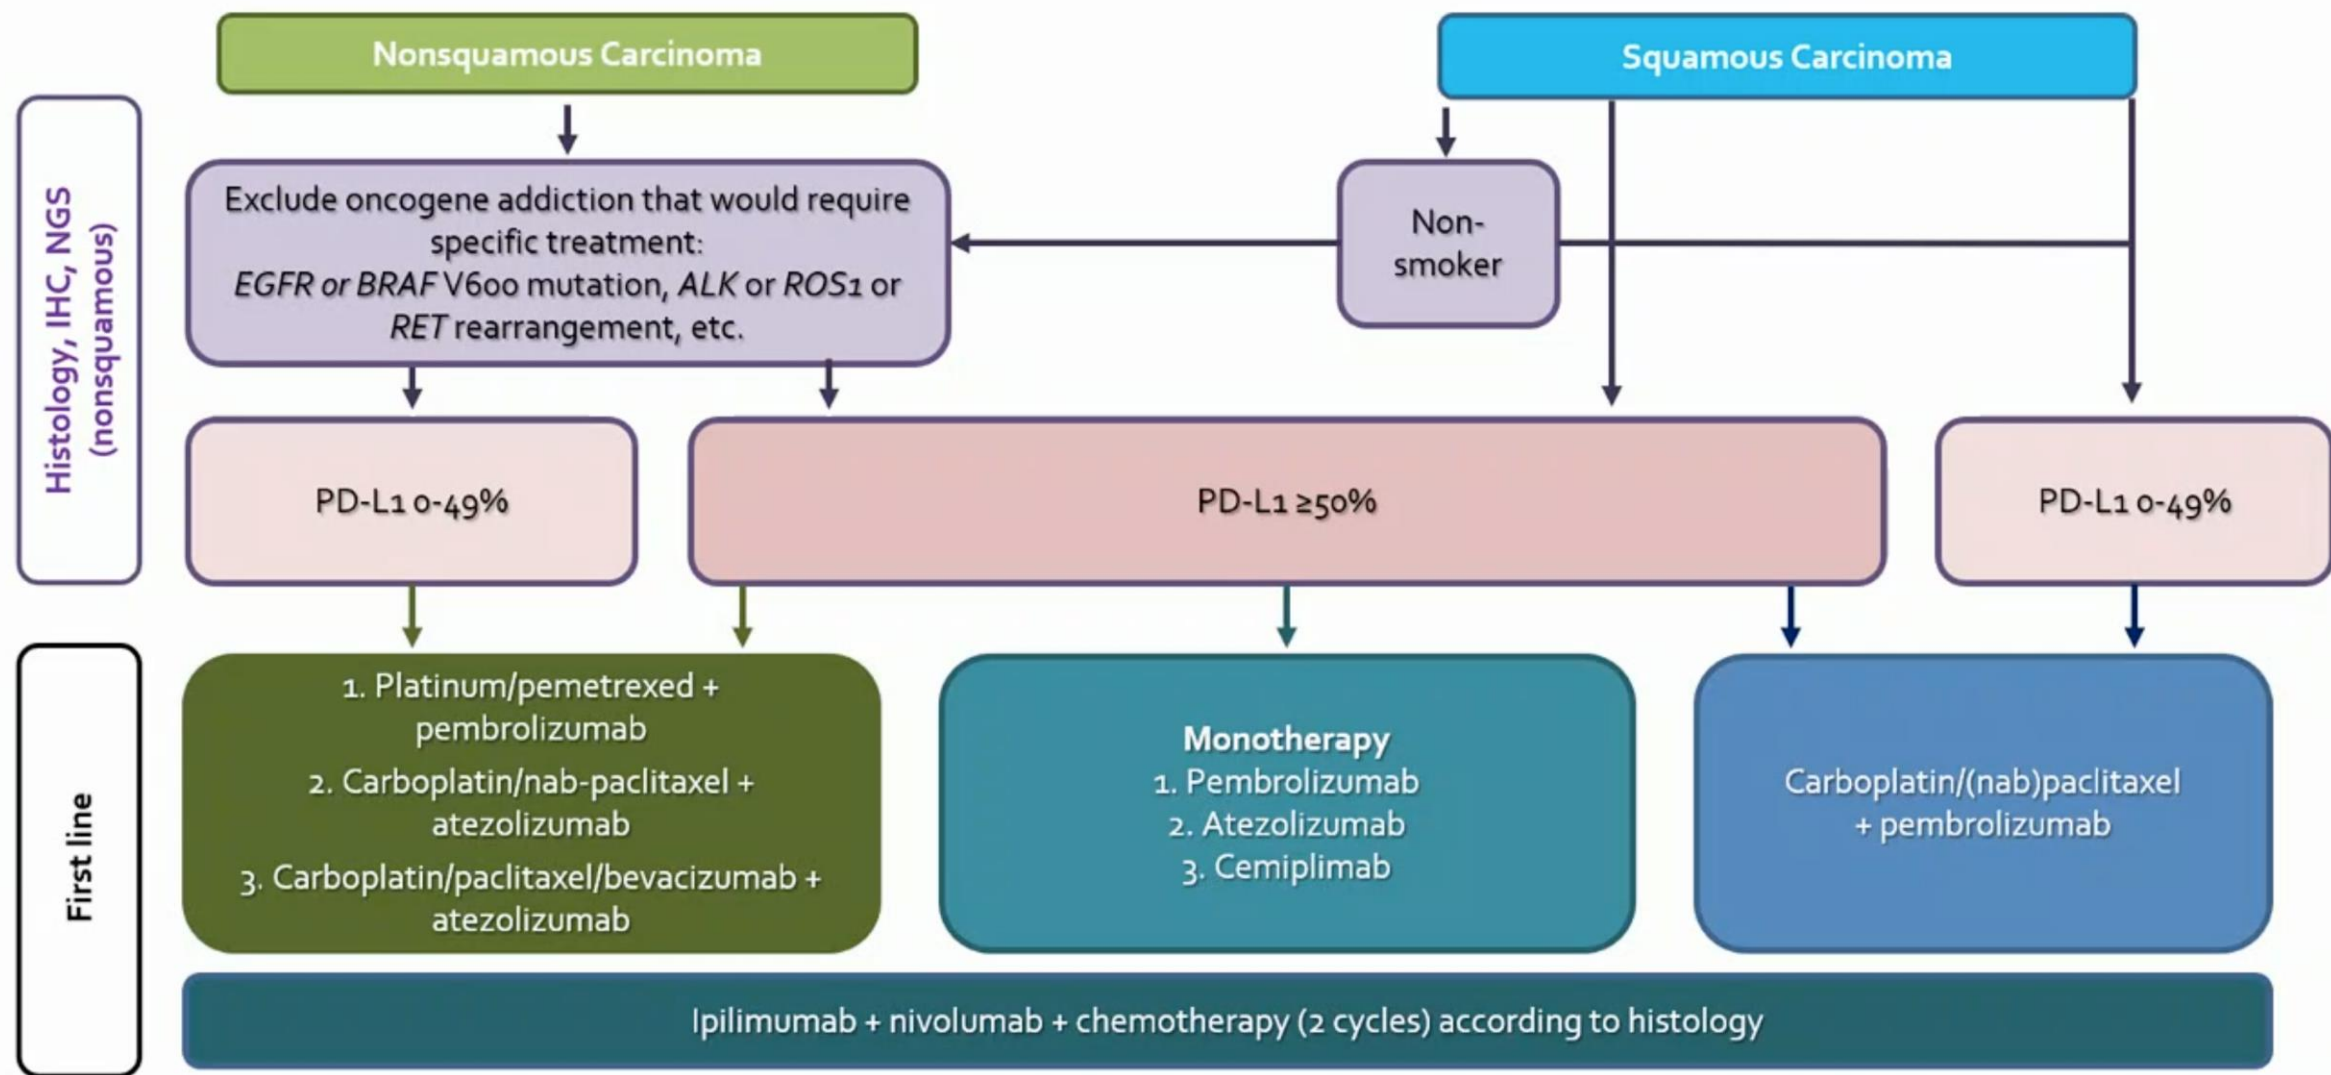 Nonsquamous Carcinoma
Squamous Carcinoma
Histology, IHC, NGS
(nonsquamous)
Exclude oncogene addiction that would require
specific treatment:
EGFR or BRAF V600 mutation, ALK or ROS1 or
RET rearrangement, etc.
Non-
smoker
PD-L1 0-49%
PD-L1 ≥50%
PD-L1 0-49%
First line
1. Platinum/pemetrexed +
pembrolizumab
2. Carboplatin/nab-paclitaxel +
atezolizumab
3. Carboplatin/paclitaxel/bevacizumab +
atezolizumab
Monotherapy
1. Pembrolizumab
2. Atezolizumab
3. Cemiplimab
Carboplatin/(nab)paclitaxel
+ pembrolizumab
Ipilimumab + nivolumab + chemotherapy (2 cycles) according to histology